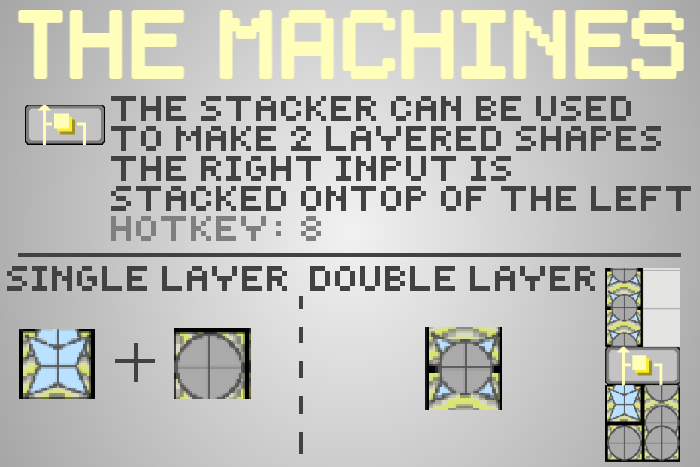 THE MACHINES
THE STACKER CAN BE USED
TO MAKE 2 LAYERED SHAPES
THE RIGHT INPUT IS
STACKED ONTOP OF THE LEFT
HOTKEY: 8
SINGLE LAYER
DOUBLE LAYER